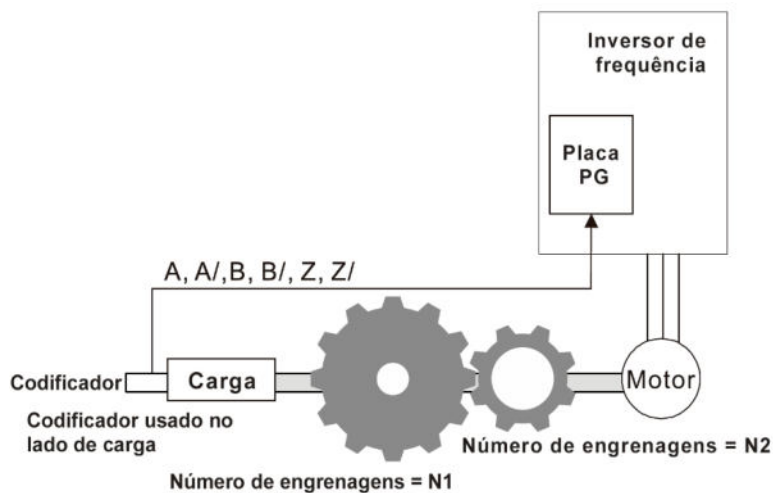 Inversor de
frequência
Placa
PG
A, A/,B, B/, Z, Z/
Codificador
Carga
Motor
Codificador usado no
lado de carga
Número de engrenagens = N2
Número de engrenagens = N1